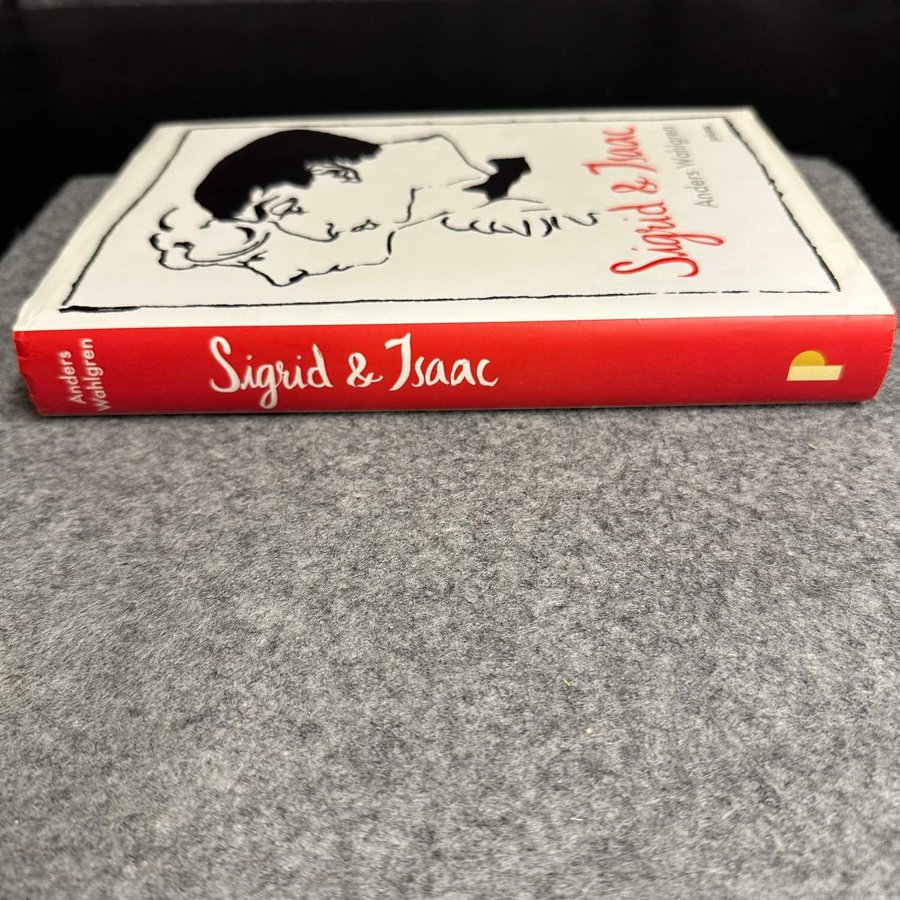 Sigrid & Isaac
Anders Wahlgren
Anders
Wahlgren
Sigrid & Isaac
P